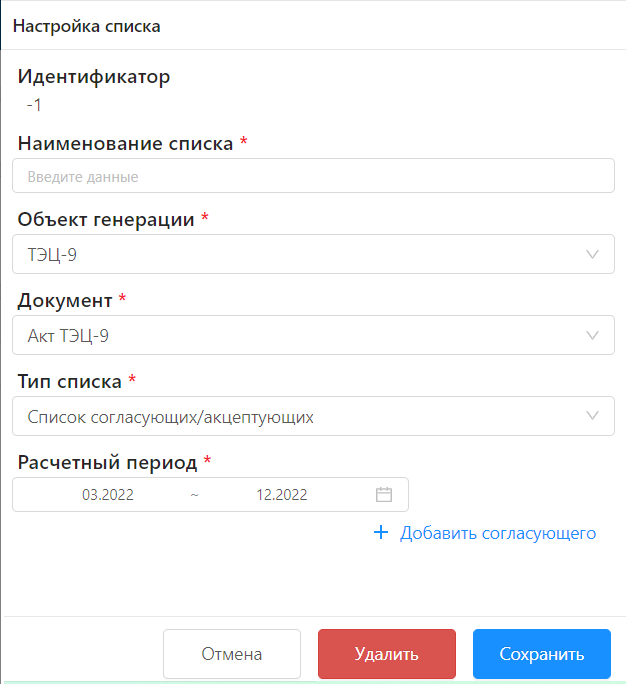 Настройка списка
Идентификатор
-1
Наименование списка *
Введите данные
Объект генерации *
ТЭЦ-9
Документ *
Акт ТЭЦ-9
Тип списка *
Список согласующих/акцептующих
Расчетный период *
03.2022 ~ 12.2022
+ Добавить согласующего
Отмена Удалить Сохранить